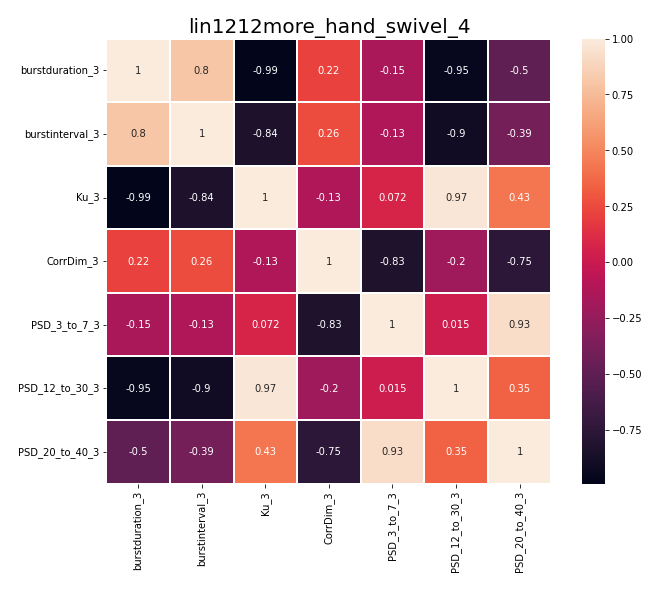 lin1212more_hand_swivel_4
burstduration_3 1 0.8 -0.99 0.22 -0.15 -0.95 -0.5
burstinterval_3 0.8 1 -0.84 0.26 -0.13 -0.9 -0.39
Ku_3 -0.99 -0.84 1 -0.13 0.072 0.97 0.43
CorrDim_3 0.22 0.26 -0.13 1 -0.83 -0.2 -0.75
PSD_3_to_7_3 -0.15 -0.13 0.072 -0.83 1 0.015 0.93
PSD_12_to_30_3 -0.95 -0.9 0.97 -0.2 0.015 1 0.35
PSD_20_to_40_3 -0.5 -0.39 0.43 -0.75 0.93 0.35 1
burstduration_3
burstinterval_3
Ku_3
CorrDim_3
PSD_3_to_7_3
PSD_12_to_30_3
PSD_20_to_40_3
1.00
0.75
0.50
0.25
0.00
−0.25
−0.50
−0.75